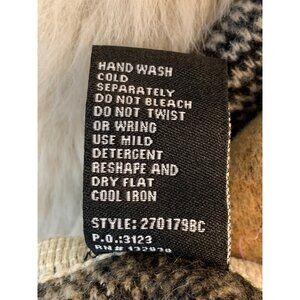 HAND WASH
COLD
SEPARATELY
DO NOT BLEACH
DO NOT TWIST
OR WRING
USE MILD
DETERGENT
RESHAPE AND
DRY FLAT
COOL IRON
STYLE: 270179BC
P.O.:3123
RN#